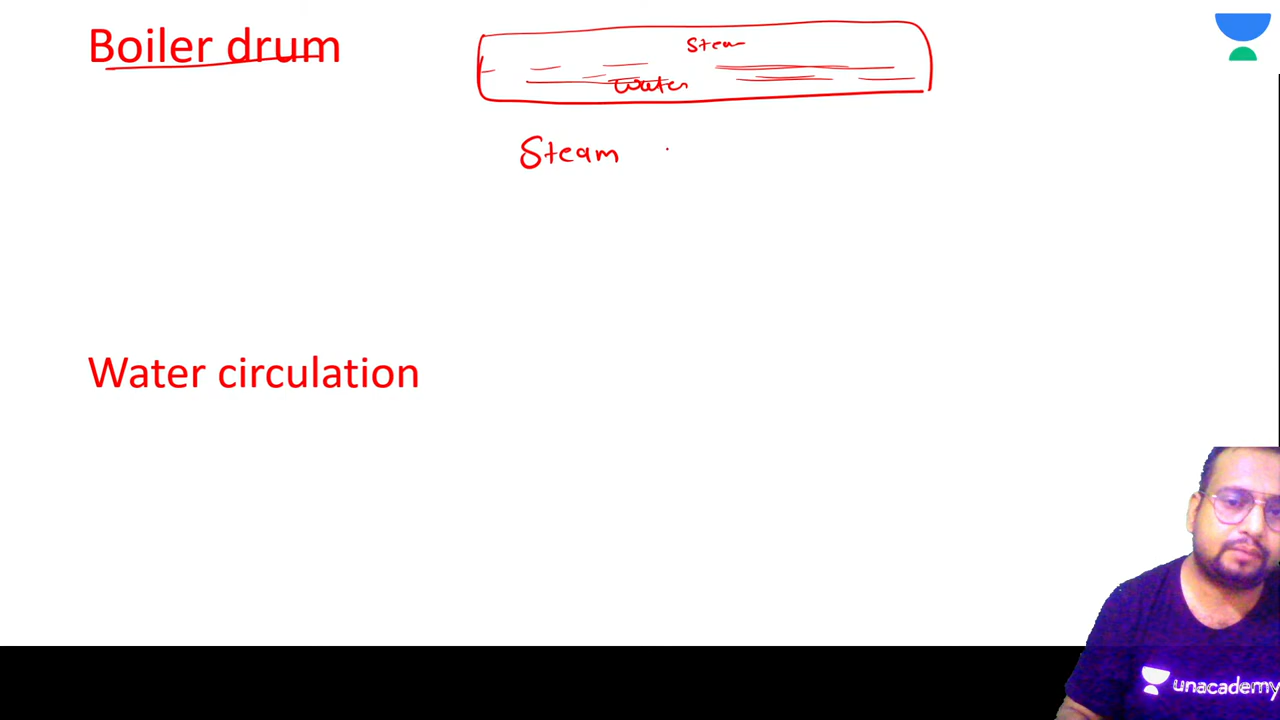 Boiler drum
Steam
Water
Steam
Water circulation
unacademy